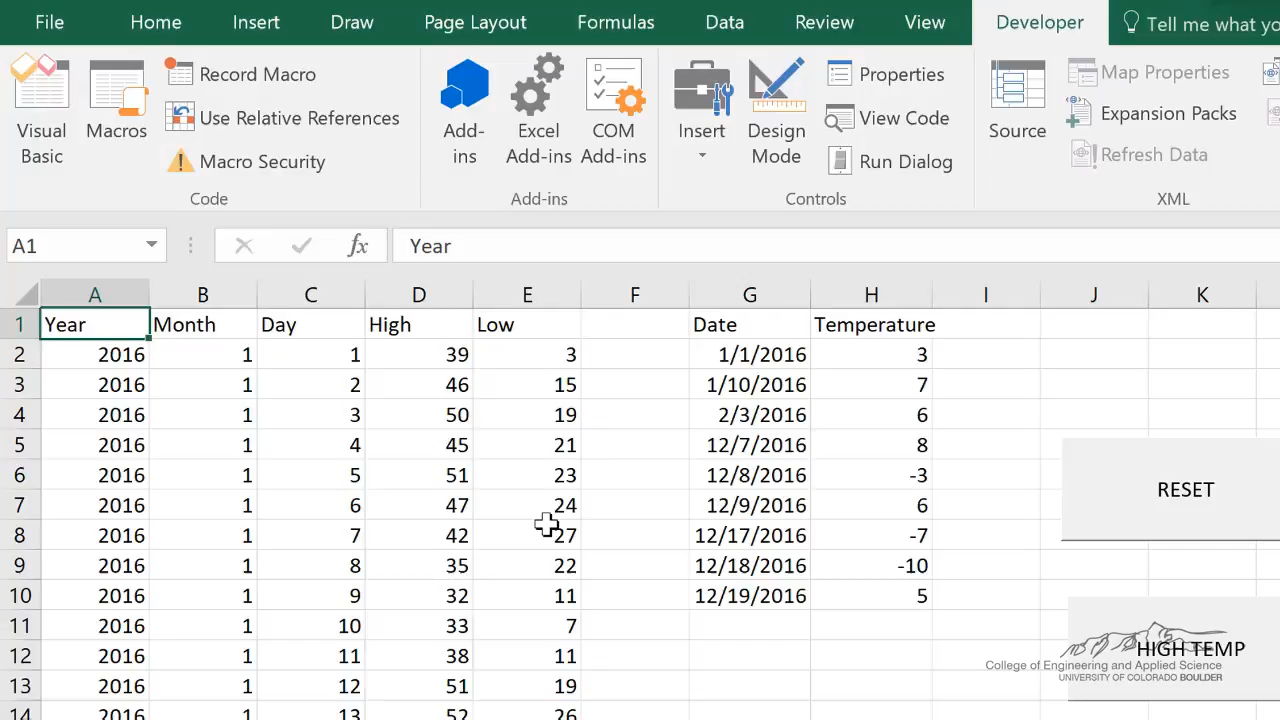 File Home Insert Draw Page Layout Formulas Data Review View Developer Tell me what yo
Visual Basic
Macros
Record Macro
Use Relative References
Macro Security
Code
Add-ins
Excel Add-ins
COM Add-ins
Add-ins
Insert
Design Mode
Properties
View Code
Run Dialog
Controls
Source
Map Properties
Expansion Packs
Refresh Data
XML
A1 fx Year
A B C D E F G H I J K
1 Year Month Day High Low Date Temperature
2 2016 1 1 39 3 1/1/2016 3
3 2016 1 2 46 15 1/10/2016 7
4 2016 1 3 50 19 2/3/2016 6
5 2016 1 4 45 21 12/7/2016 8
6 2016 1 5 51 23 12/8/2016 -3
7 2016 1 6 47 24 12/9/2016 6
8 2016 1 7 42 27 12/17/2016 -7
9 2016 1 8 35 22 12/18/2016 -10
10 2016 1 9 32 11 12/19/2016 5
11 2016 1 10 33 7
12 2016 1 11 38 11
13 2016 1 12 51 19
14 2016 1 13 52 26
RESET
HIGH TEMP
College of Engineering and Applied Science
UNIVERSITY OF COLORADO BOULDER